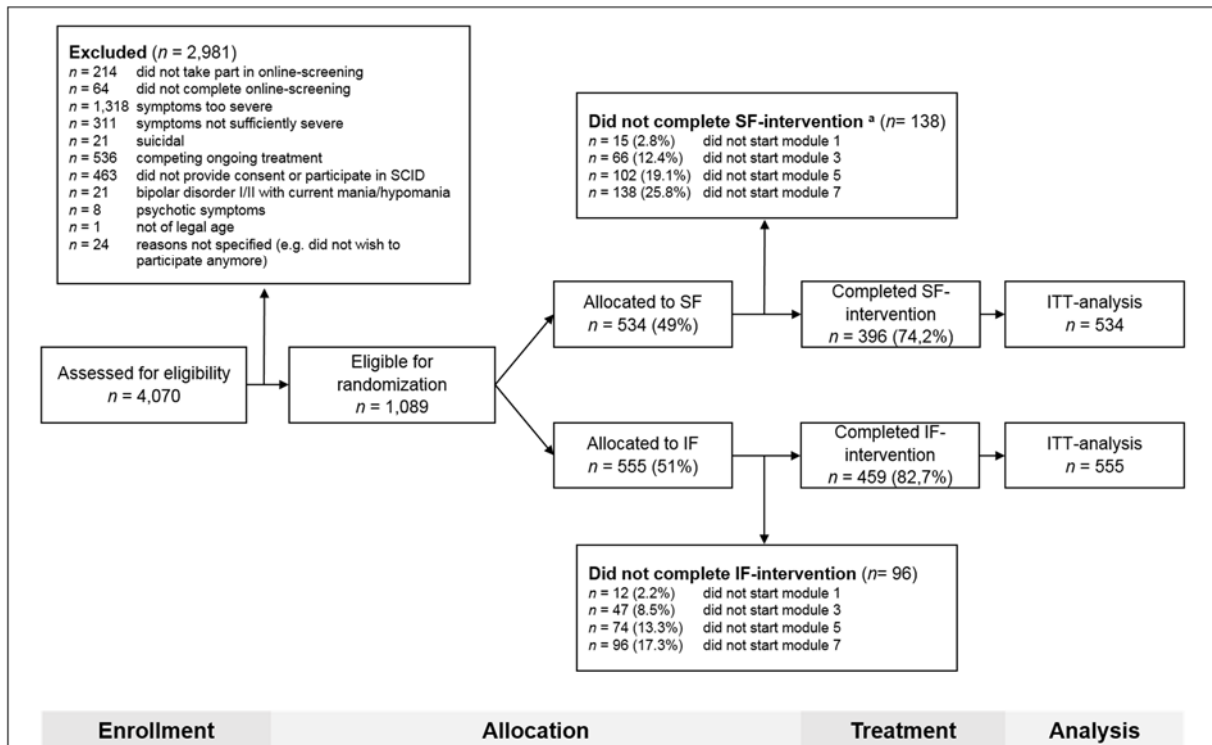 Excluded (n = 2,981)
n = 214 did not take part in online-screening
n = 64 did not complete online-screening
n = 1,318 symptoms too severe
n = 311 symptoms not sufficiently severe
n = 21 suicidal
n = 536 competing ongoing treatment
n = 463 did not provide consent or participate in SCID
n = 21 bipolar disorder I/II with current mania/hypomania
n = 8 psychotic symptoms
n = 1 not of legal age
n = 24 reasons not specified (e.g. did not wish to
participate anymore)
Did not complete SF-intervention ᵃ (n= 138)
n = 15 (2.8%) did not start module 1
n = 66 (12.4%) did not start module 3
n = 102 (19.1%) did not start module 5
n = 138 (25.8%) did not start module 7
Assessed for eligibility
n = 4,070
Eligible for
randomization
n = 1,089
Allocated to SF
n = 534 (49%)
Completed SF-
intervention
n = 396 (74,2%)
ITT-analysis
n = 534
Allocated to IF
n = 555 (51%)
Completed IF-
intervention
n = 459 (82,7%)
ITT-analysis
n = 555
Did not complete IF-intervention (n= 96)
n = 12 (2.2%) did not start module 1
n = 47 (8.5%) did not start module 3
n = 74 (13.3%) did not start module 5
n = 96 (17.3%) did not start module 7
Enrollment Allocation Treatment Analysis